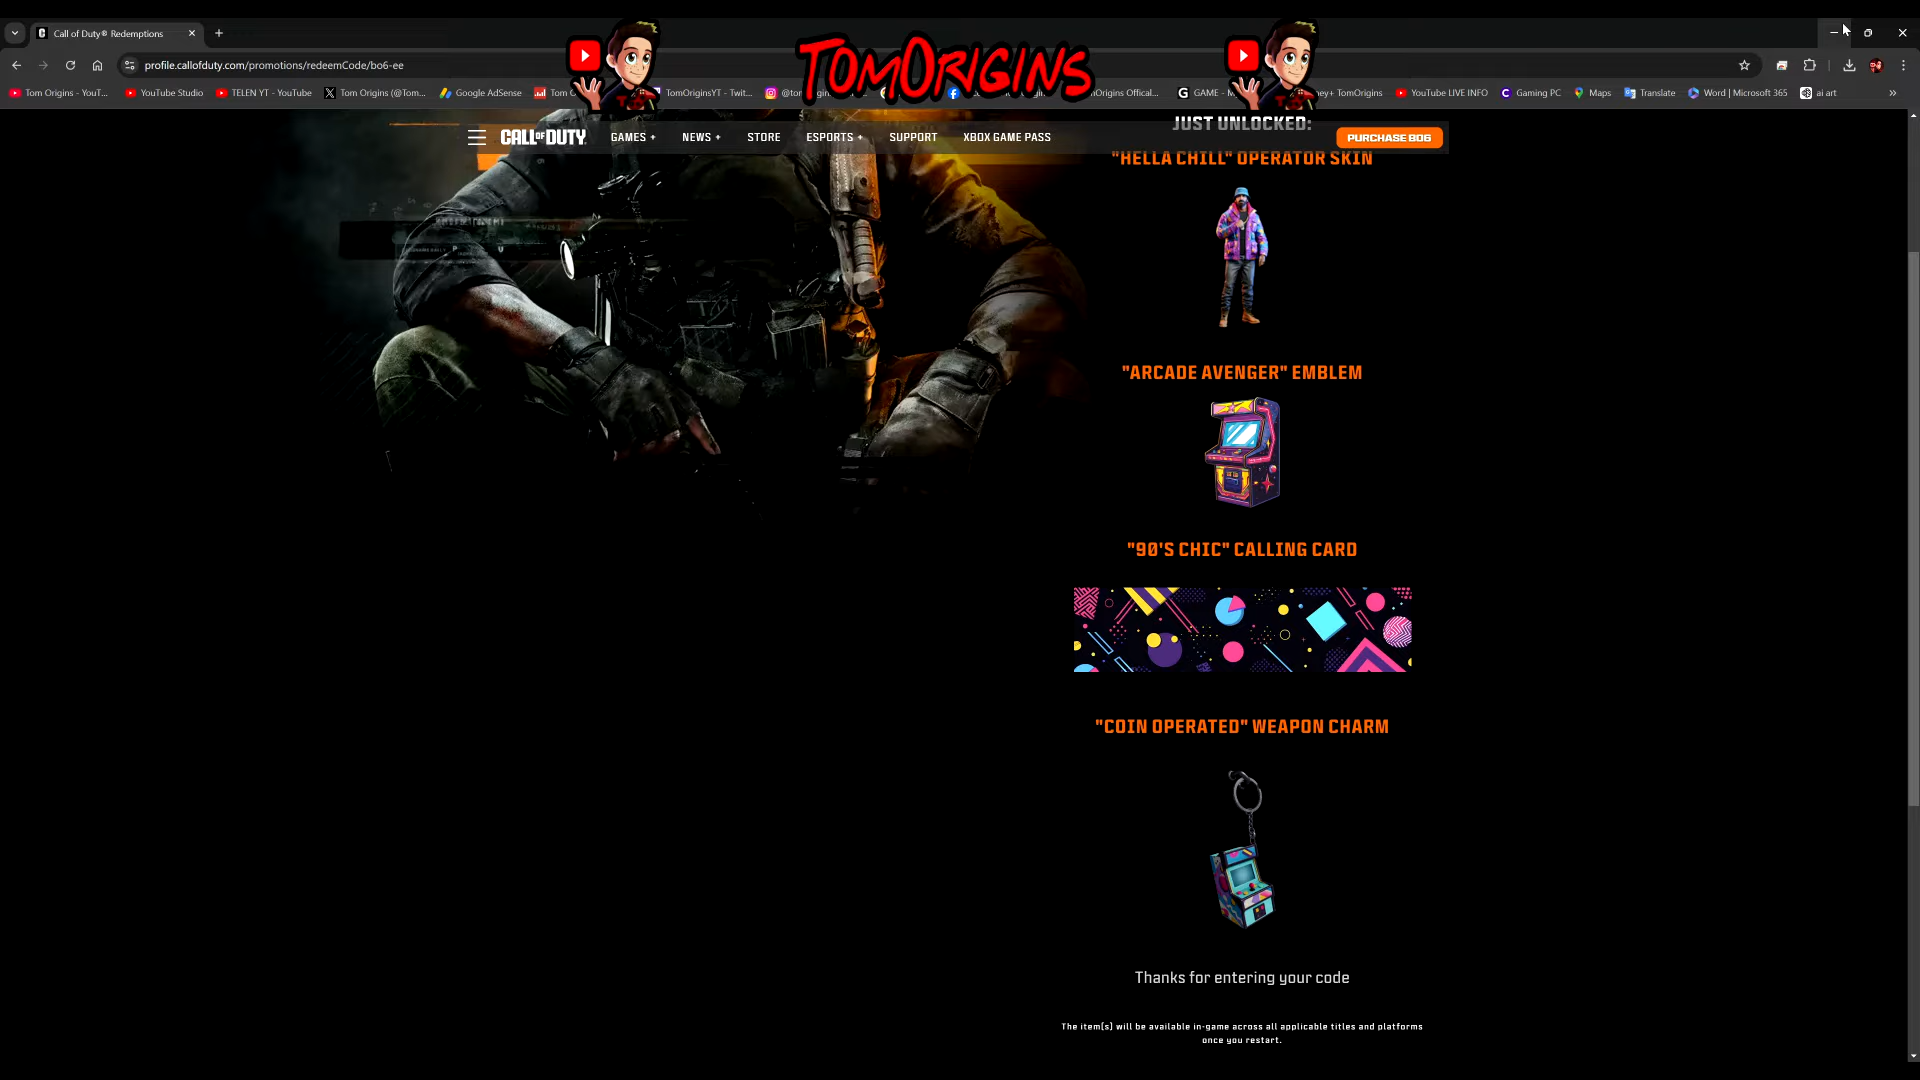 Call of Duty® Redemptions
profile.callofduty.com/promotions/redeemCode/bo6-ee
TOMORIGINS
Tom Origins - YouT...
YouTube Studio
TELEN YT - YouTube
Tom Origins (@Tom...
Google AdSense
Tom
TomOriginsYT - Twit...
GAME
TomOrigins
YouTube LIVE INFO
Gaming PC
Maps
Translate
Word | Microsoft 365
ai art
CALL OF DUTY
GAMES +
NEWS +
STORE
ESPORTS +
SUPPORT
XBOX GAME PASS
JUST UNLOCKED:
PURCHASE BO6
"HELLA CHILL" OPERATOR SKIN
"ARCADE AVENGER" EMBLEM
"90'S CHIC" CALLING CARD
"COIN OPERATED" WEAPON CHARM
Thanks for entering your code
The item(s) will be available in-game across all applicable titles and platforms
once you restart.